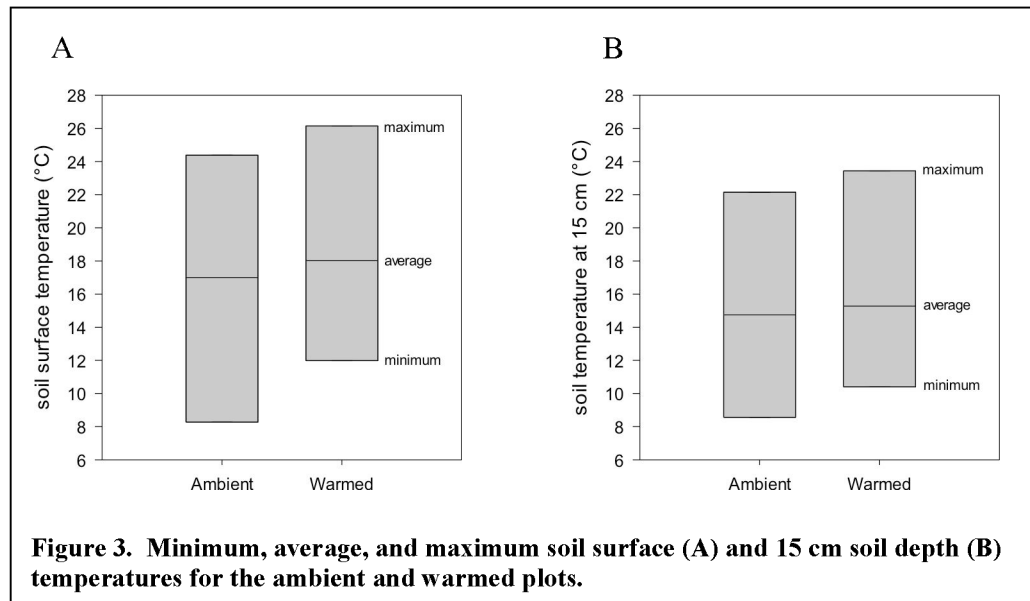 A
28
26
24
22
20
18
16
14
12
10
8
6
soil surface temperature (°C)
maximum
average
minimum
Ambient
Warmed
B
28
26
24
22
20
18
16
14
12
10
8
6
soil temperature at 15 cm (°C)
maximum
average
minimum
Ambient
Warmed
Figure 3. Minimum, average, and maximum soil surface (A) and 15 cm soil depth (B)
temperatures for the ambient and warmed plots.